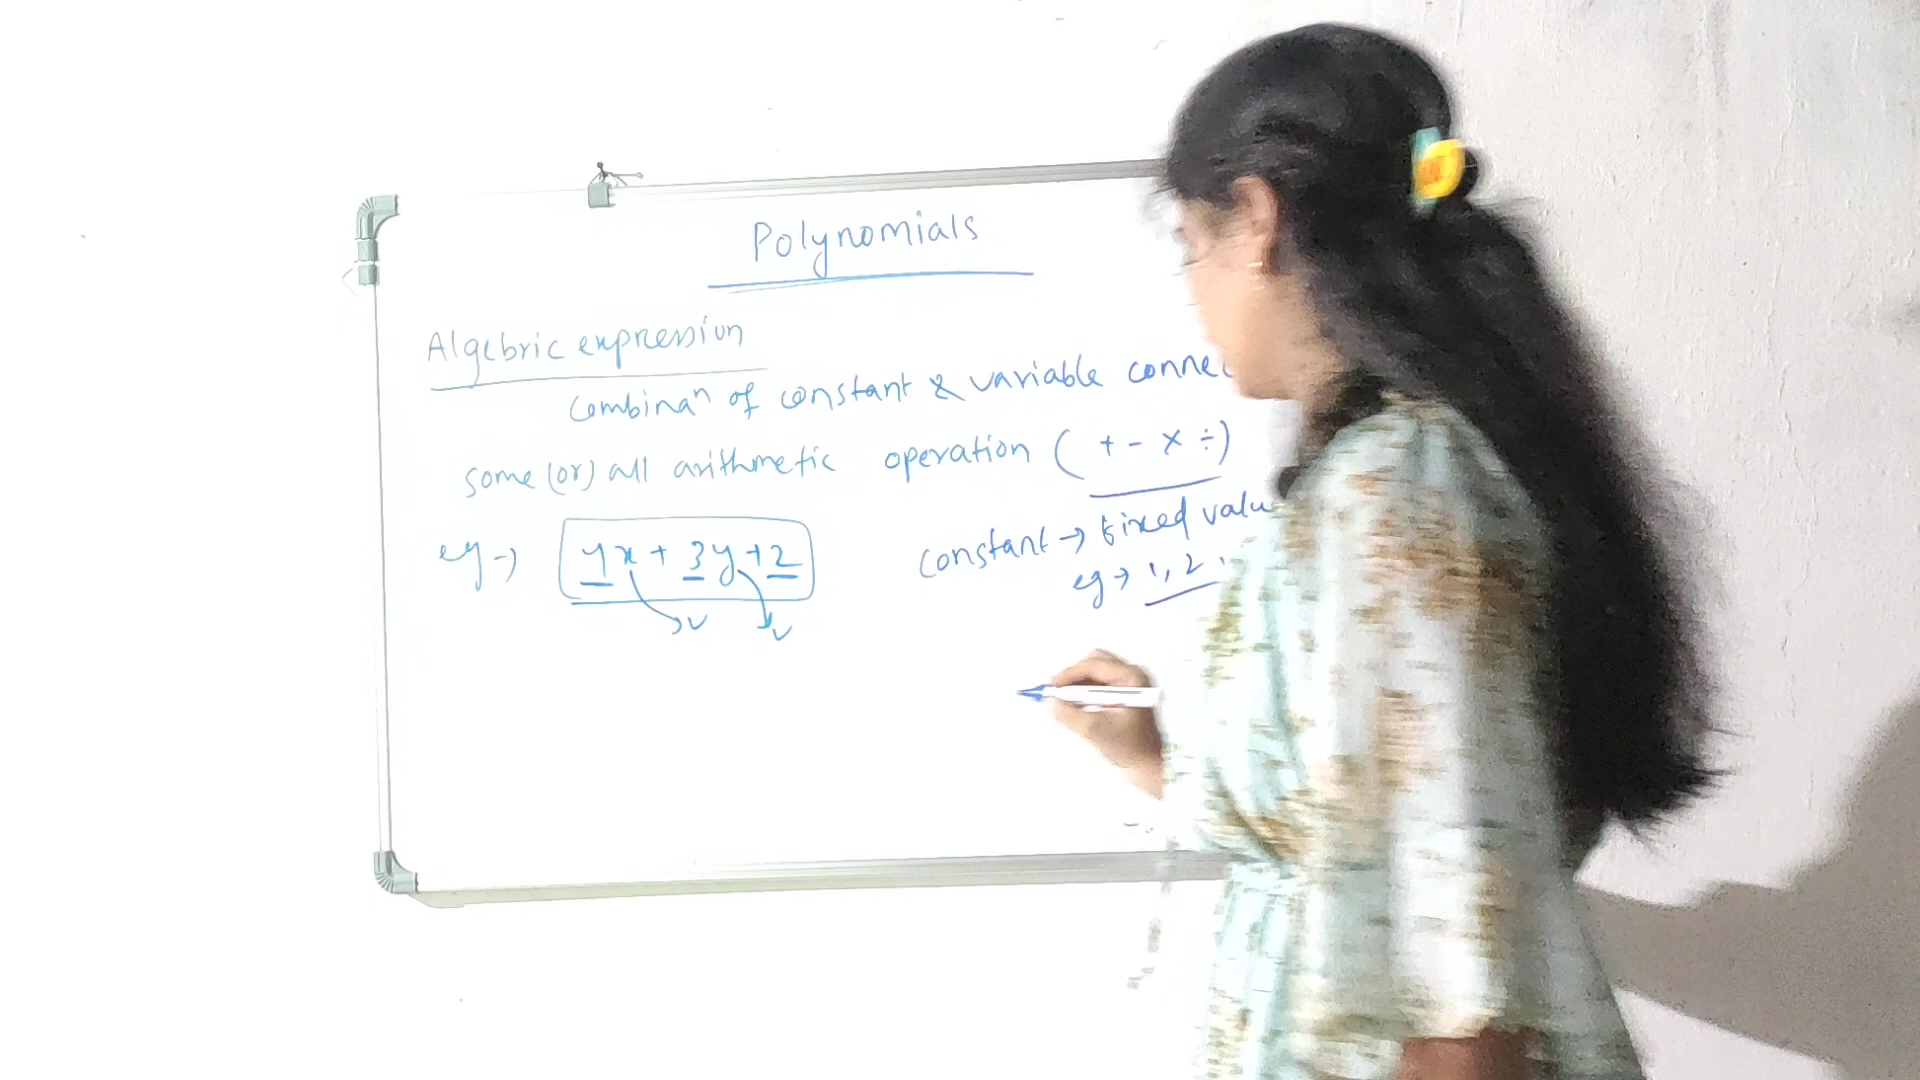 Polynomials
Algebric expression
Combinaⁿ of constant & variable connec
some (or) all arithmetic operation ( + - x ÷)
eg → 4x + 3y + 2
v v
constant → fixed valu
eg → 1, 2